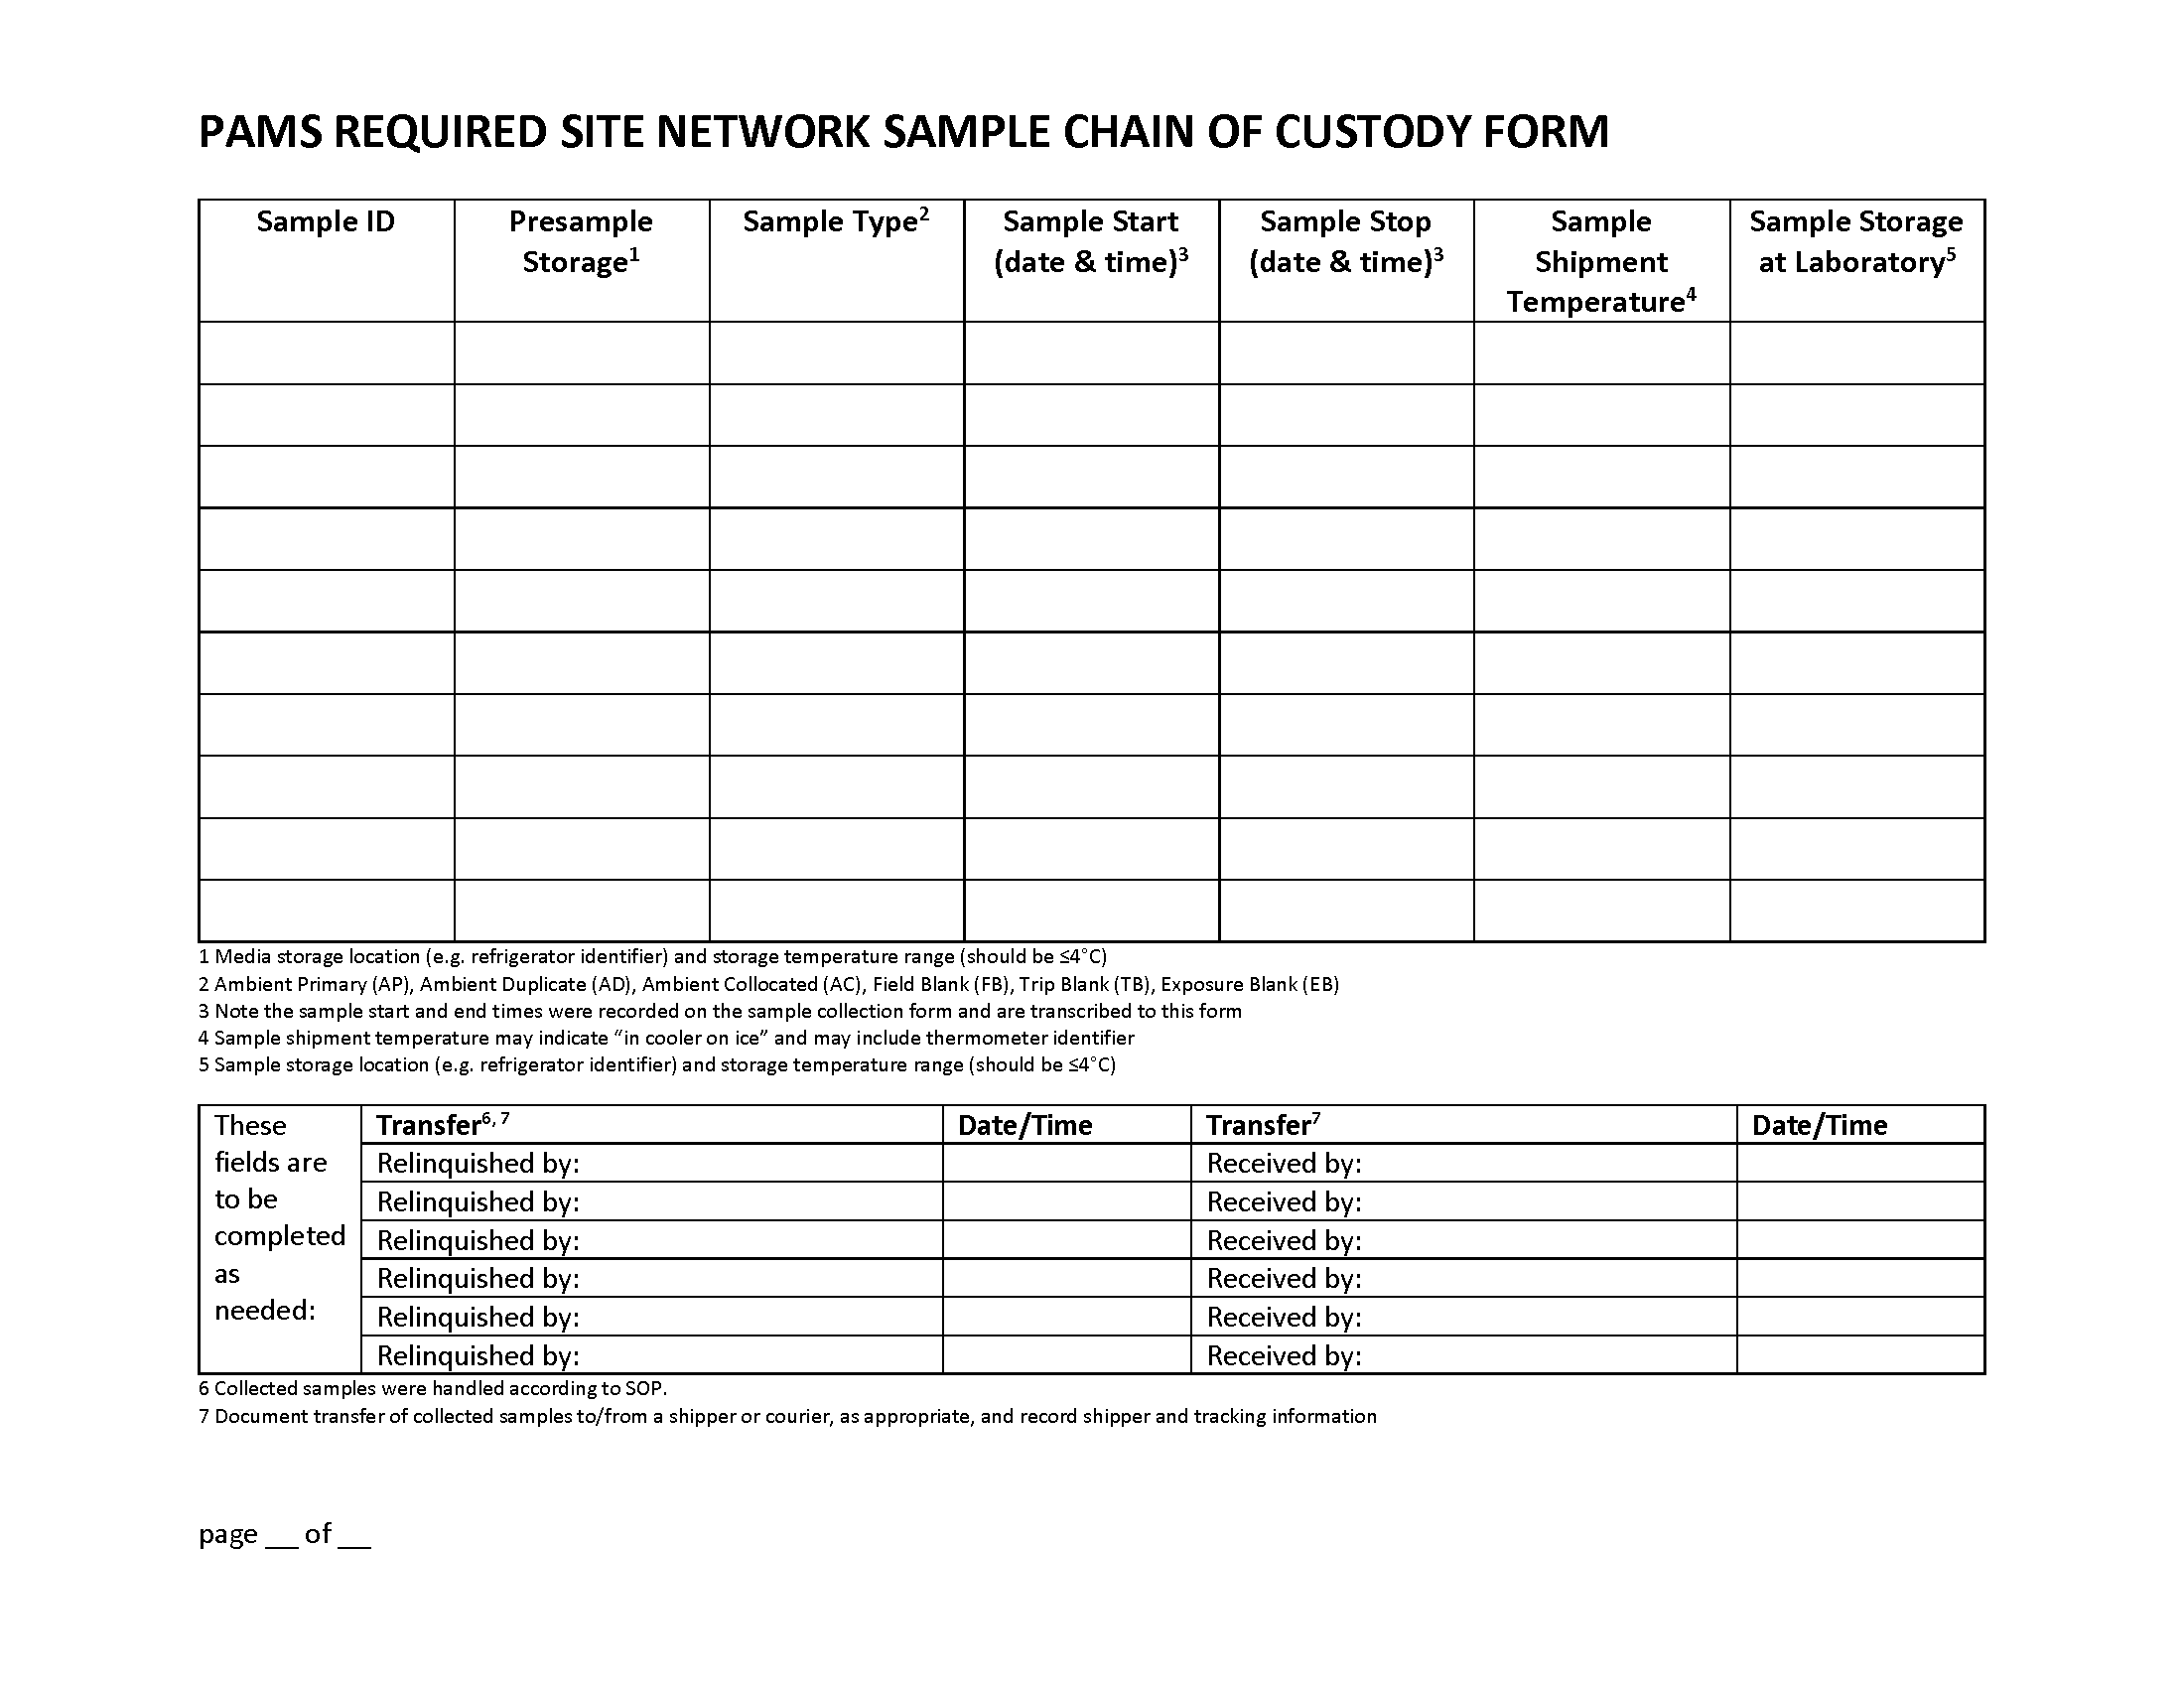 PAMS REQUIRED SITE NETWORK SAMPLE CHAIN OF CUSTODY FORM
Sample ID
Presample
Storage1
Sample Type2
Sample Start
(date & time)3
Sample Stop
(date & time)3
Sample
Shipment
Temperature4
Sample Storage
at Laboratory5
1 Media storage location (e.g. refrigerator identifier) and storage temperature range (should be ≤4°C)
2 Ambient Primary (AP), Ambient Duplicate (AD), Ambient Collocated (AC), Field Blank (FB), Trip Blank (TB), Exposure Blank (EB)
3 Note the sample start and end times were recorded on the sample collection form and are transcribed to this form
4 Sample shipment temperature may indicate “in cooler on ice” and may include thermometer identifier
5 Sample storage location (e.g. refrigerator identifier) and storage temperature range (should be ≤4°C)
These
fields are
to be
completed
as
needed:
Transfer6, 7 Date/Time Transfer7 Date/Time
Relinquished by: Received by:
Relinquished by: Received by:
Relinquished by: Received by:
Relinquished by: Received by:
Relinquished by: Received by:
Relinquished by: Received by:
6 Collected samples were handled according to SOP.
7 Document transfer of collected samples to/from a shipper or courier, as appropriate, and record shipper and tracking information
page __ of __